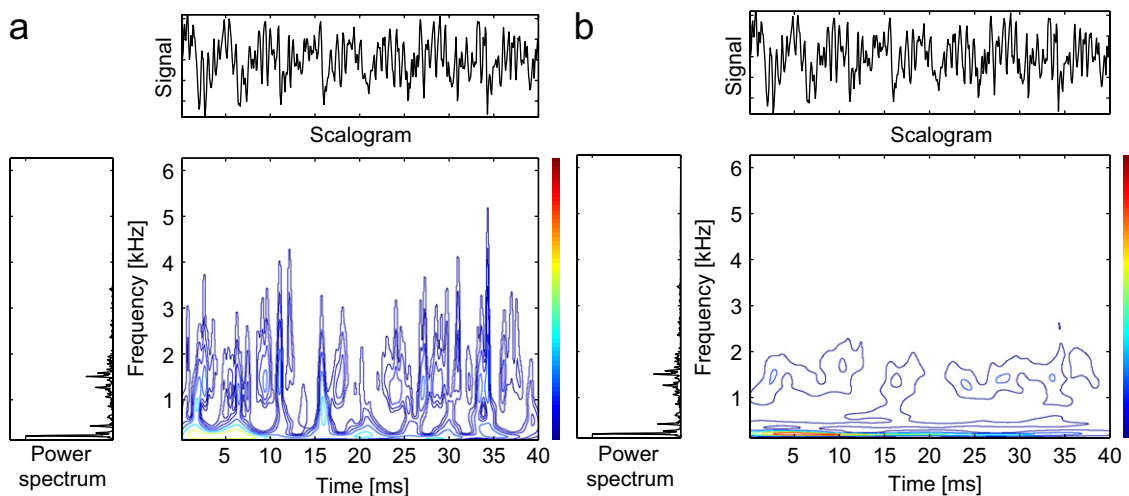 a
Signal
Scalogram
Frequency [kHz]
6
5
4
3
2
1
5 10 15 20 25 30 35 40
Time [ms]
Power
spectrum
b
Signal
Scalogram
Frequency [kHz]
6
5
4
3
2
1
5 10 15 20 25 30 35 40
Time [ms]
Power
spectrum